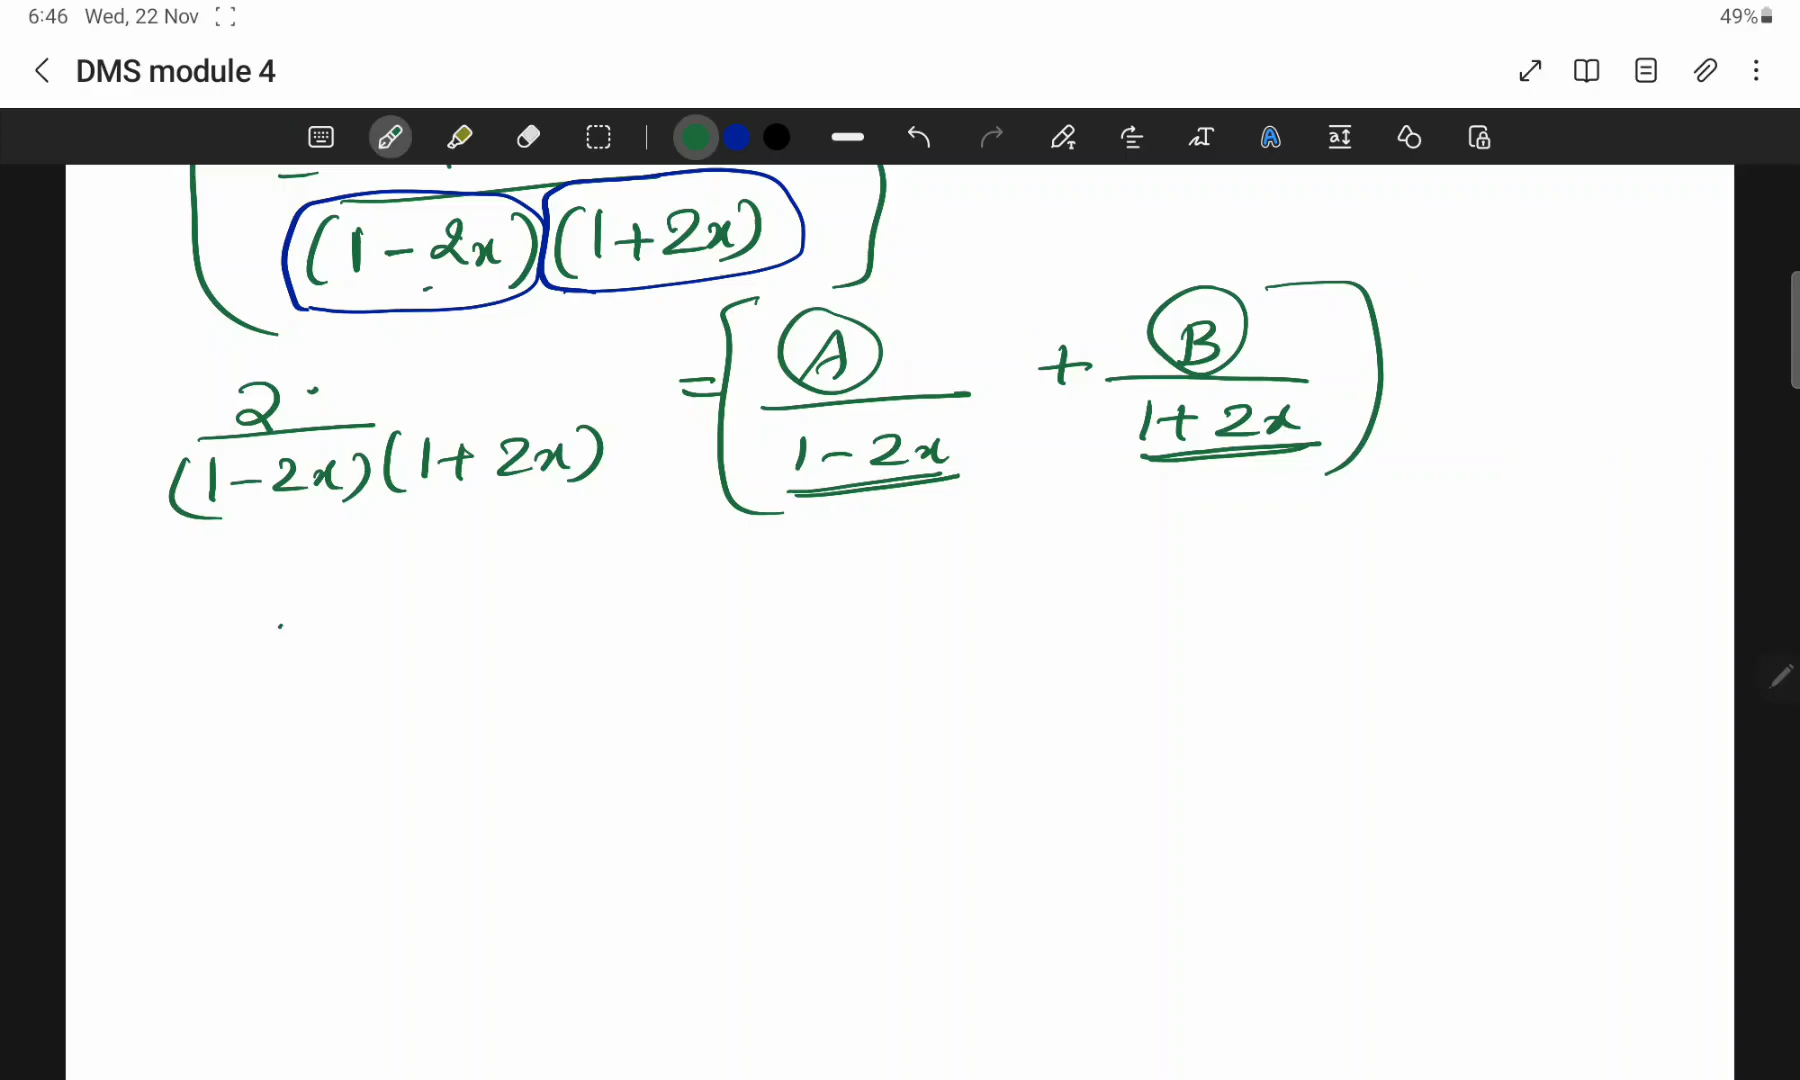 6:46 Wed, 22 Nov 49%
DMS module 4
(1-2x)(1+2x)
2 / (1-2x)(1+2x) = [A / 1-2x + B / 1+2x]